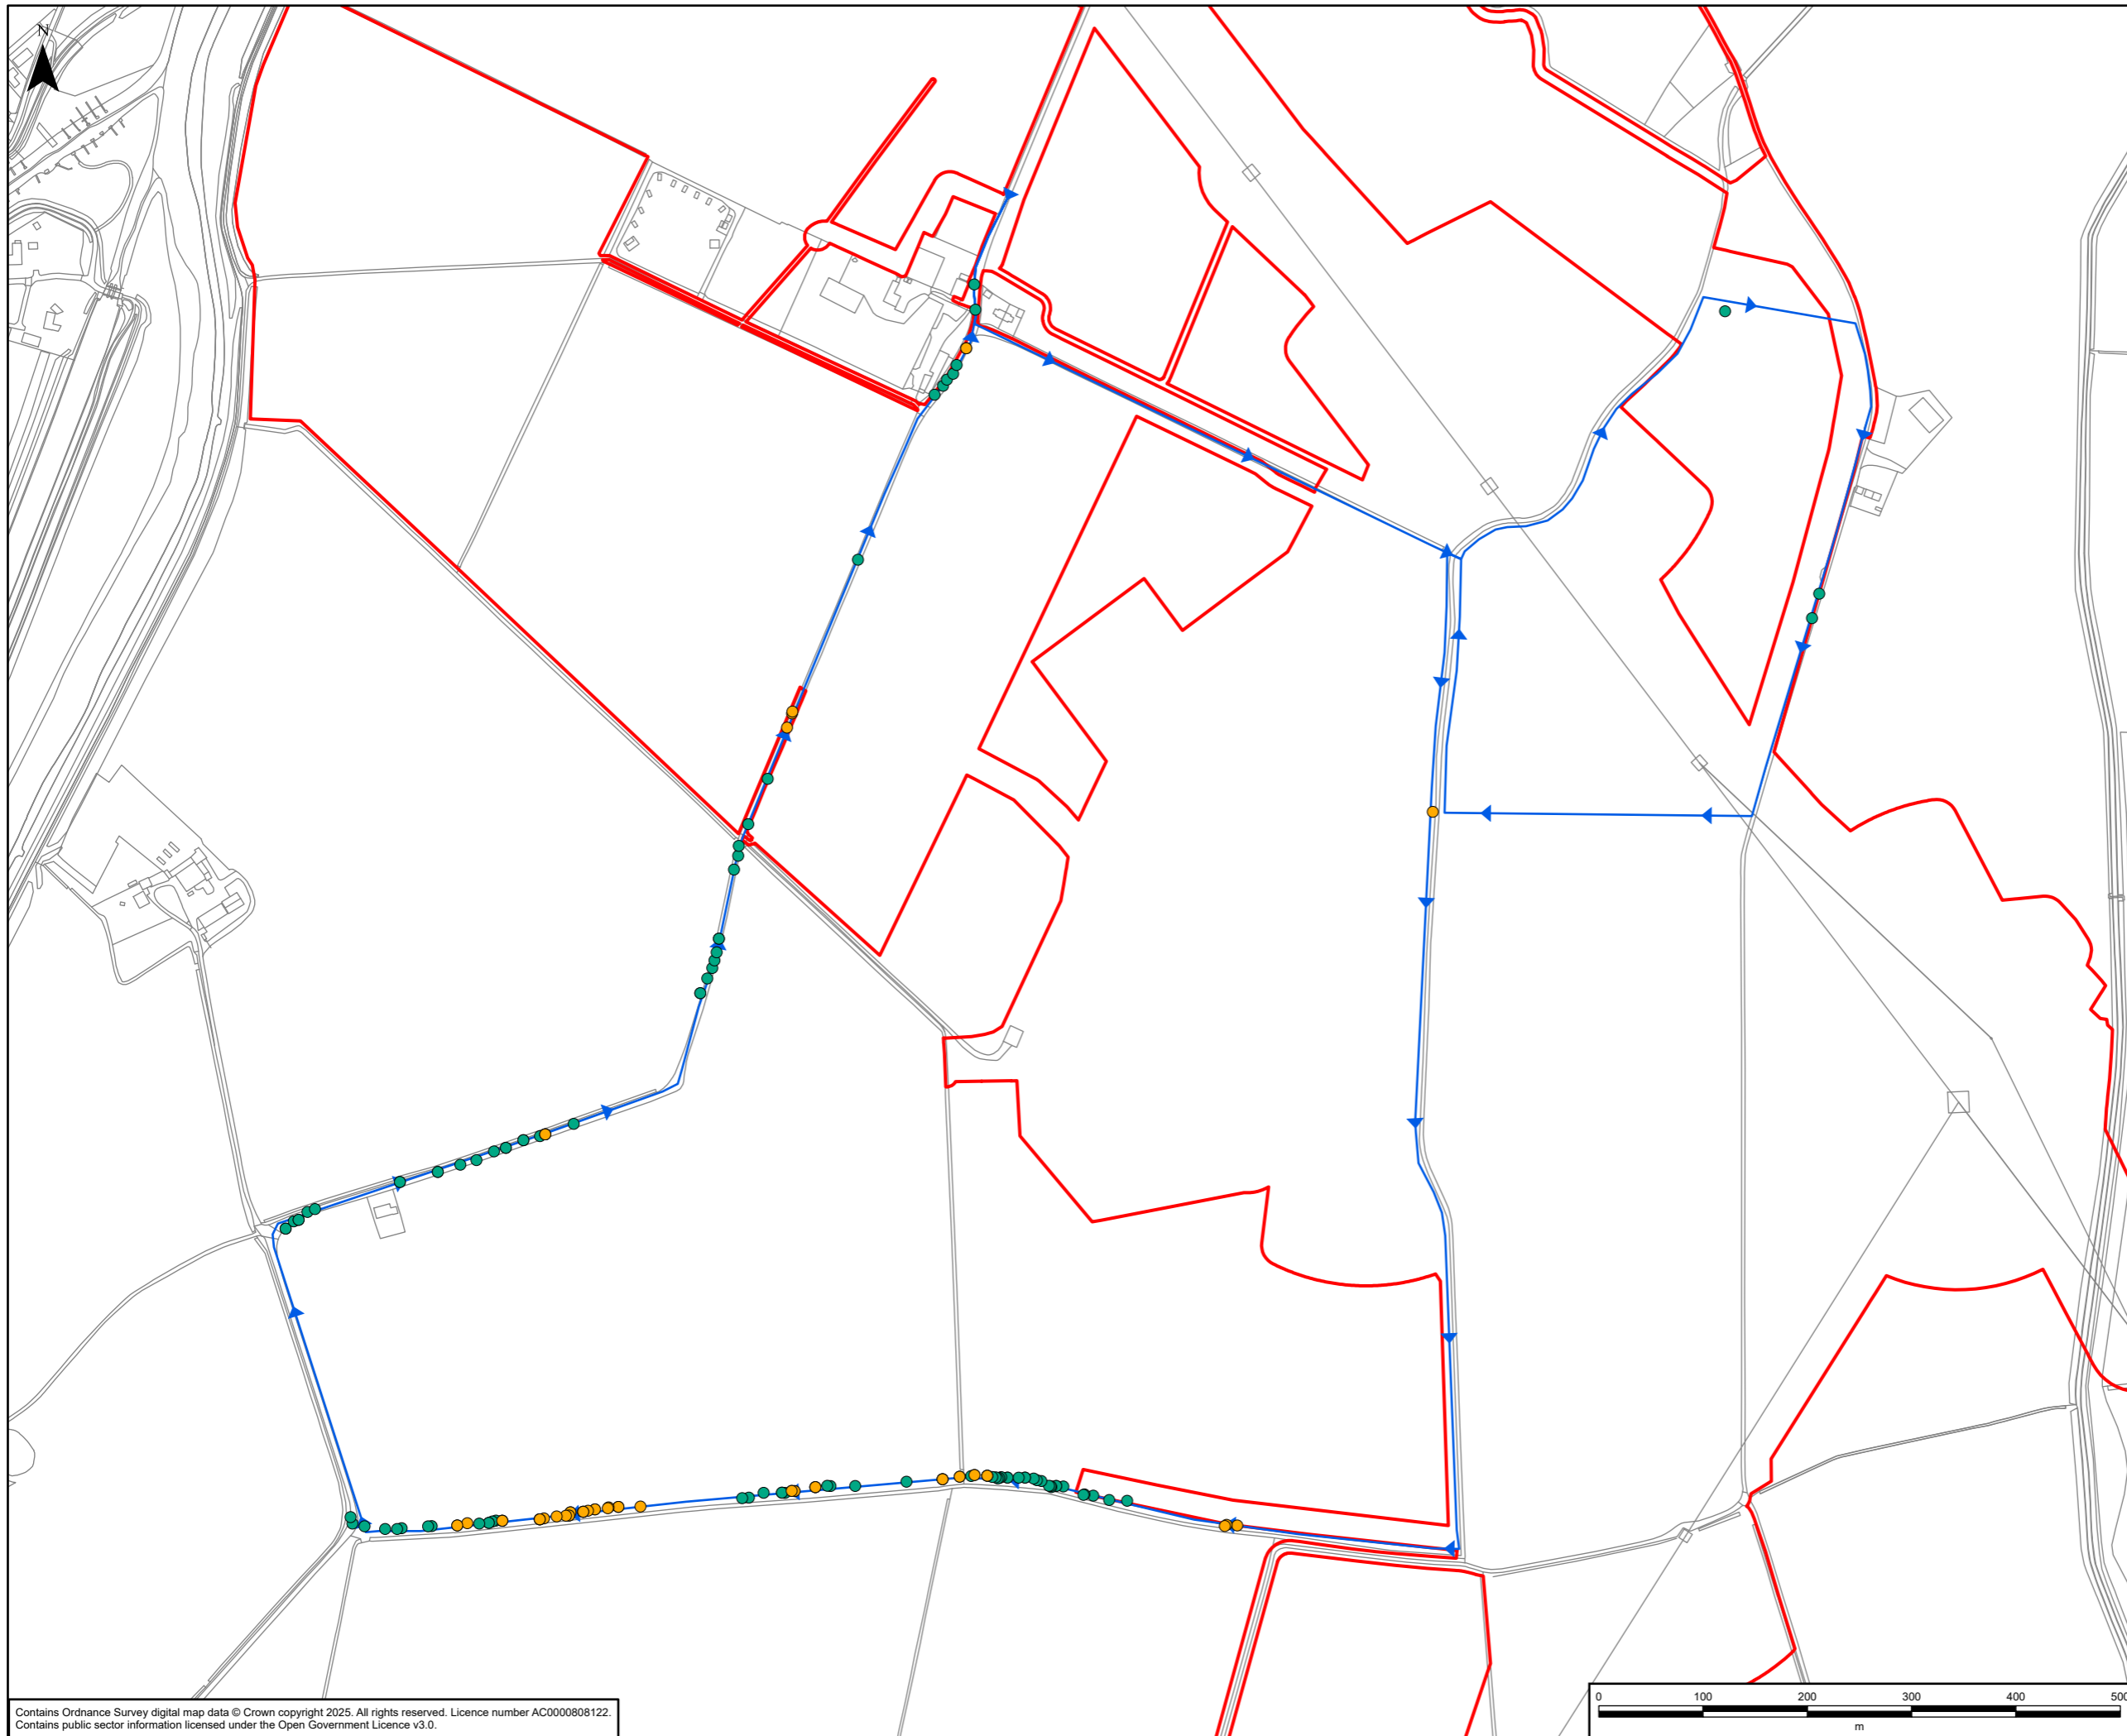 N
Contains Ordnance Survey digital map data © Crown copyright 2025. All rights reserved. Licence number AC0000808122.
Contains public sector information licensed under the Open Government Licence v3.0.
0 100 200 300 400 500
m